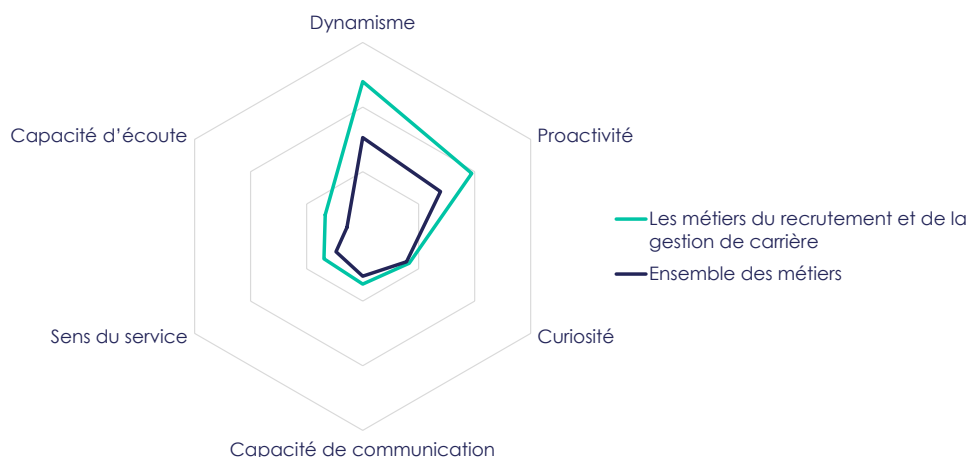 Dynamisme
Capacité d’écoute
Proactivité
Les métiers du recrutement et de la
gestion de carrière
Ensemble des métiers
Sens du service
Curiosité
Capacité de communication